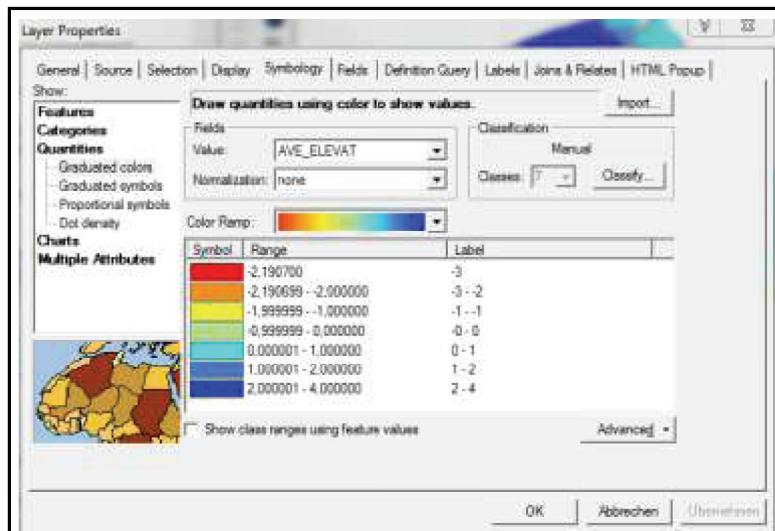 Layer Properties
General | Source | Selection | Display | Symbology | Fields | Definition Query | Labels | Joins & Relates | HTML Popup
Show:
Features
Categories
Quantities
Graduated colors
Graduated symbols
Proportional symbols
Dot density
Charts
Multiple Attributes
Draw quantities using color to show values.
Import...
Fields
Value: AVE_ELEVAT
Normalization: none
Classification
Manual
Classes: 7
Classify...
Color Ramp:
Symbol Range Label
-2,190700 -3
-2,190699 - -2,000000 -3 - -2
-1,999999 - -1,000000 -1 - -1
-0,999999 - 0,000000 -0 - 0
0,000001 - 1,000000 0 - 1
1,000001 - 2,000000 1 - 2
2,000001 - 4,000000 2 - 4
Show class ranges using feature values
Advanced
OK Abbrechen Übernehmen